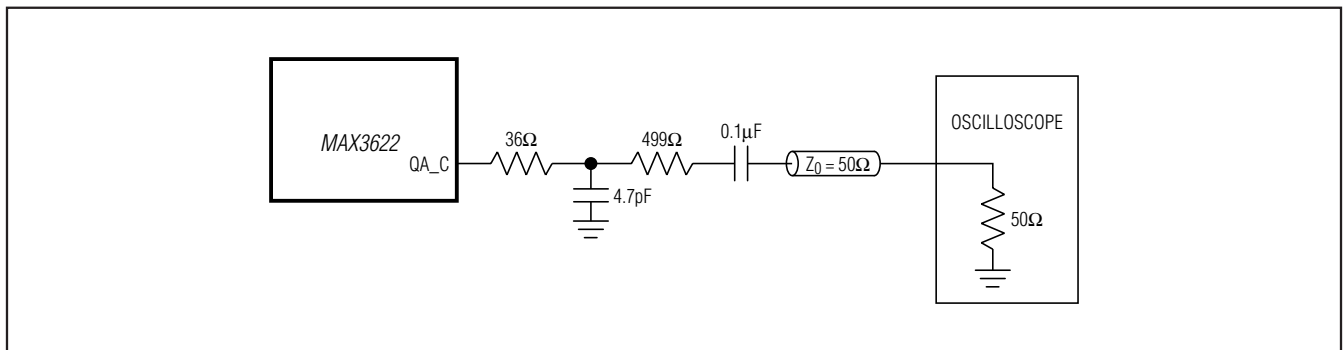 MAX3622
QA_C
36Ω
4.7pF
499Ω
0.1µF
Z0 = 50Ω
OSCILLOSCOPE
50Ω